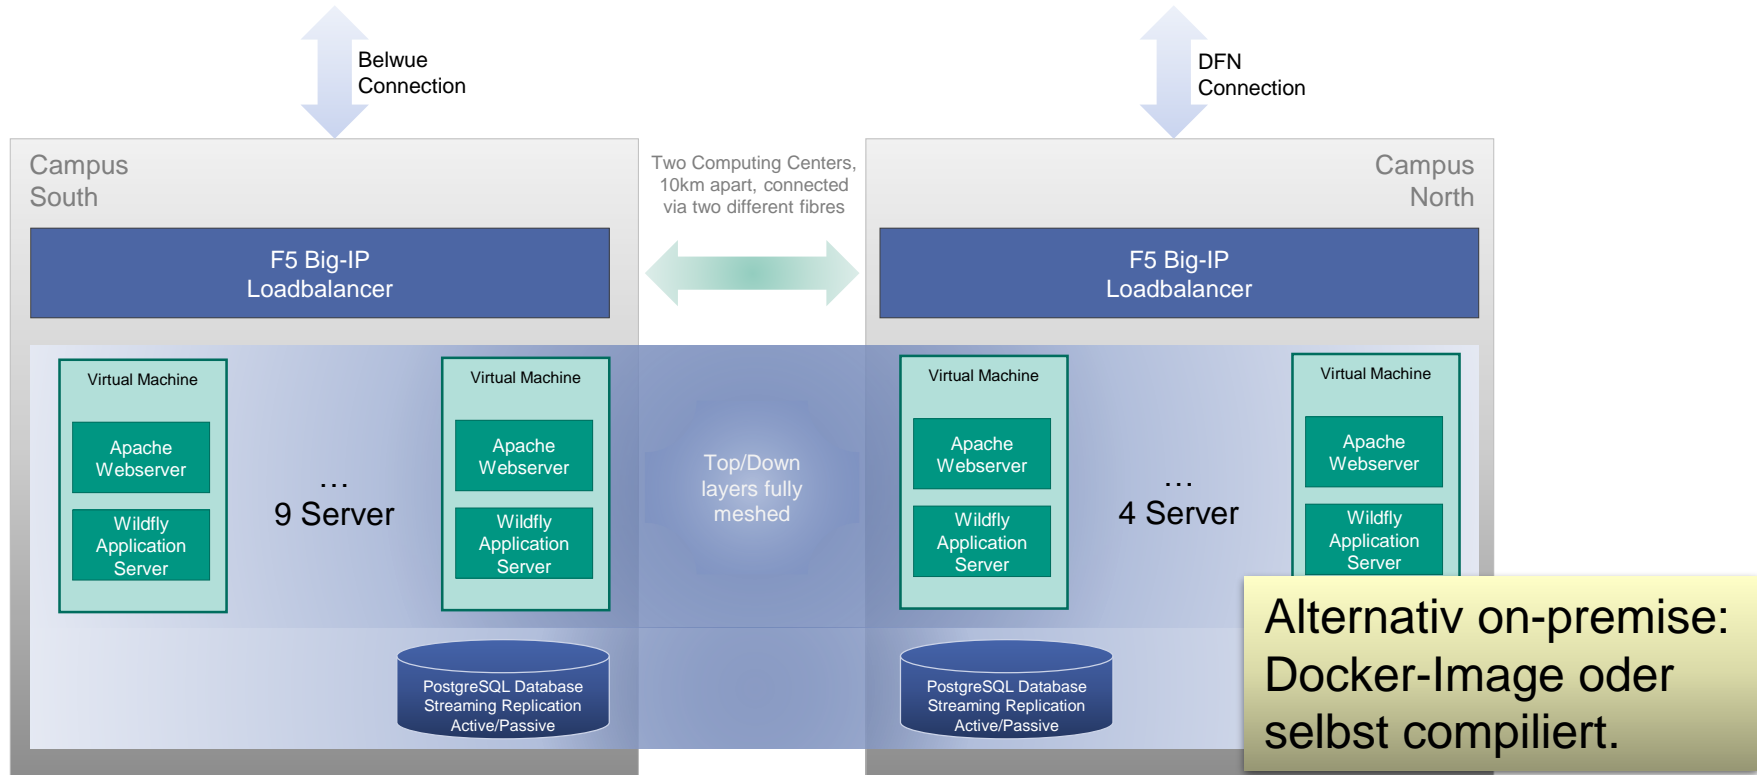 Belwue
Connection
DFN
Connection
Campus
South
Two Computing Centers,
10km apart, connected
via two different fibres
Campus
North
F5 Big-IP
Loadbalancer
F5 Big-IP
Loadbalancer
Virtual Machine
Apache
Webserver
Wildfly
Application
Server
...
9 Server
Virtual Machine
Apache
Webserver
Wildfly
Application
Server
Top/Down
layers fully
meshed
Virtual Machine
Apache
Webserver
Wildfly
Application
Server
...
4 Server
Virtual Machine
Apache
Webserver
Wildfly
Application
Server
PostgreSQL Database
Streaming Replication
Active/Passive
PostgreSQL Database
Streaming Replication
Active/Passive
Alternativ on-premise:
Docker-Image oder
selbst compiliert.